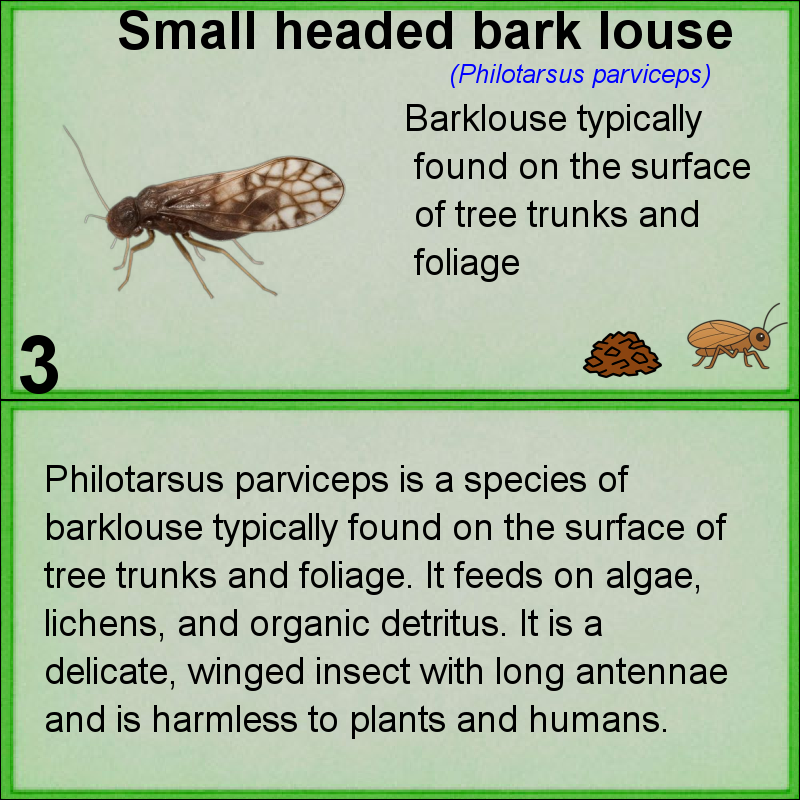 Small headed bark louse
(Philotarsus parviceps)
Barklouse typically
found on the surface
of tree trunks and
foliage
3
Philotarsus parviceps is a species of
barklouse typically found on the surface of
tree trunks and foliage. It feeds on algae,
lichens, and organic detritus. It is a
delicate, winged insect with long antennae
and is harmless to plants and humans.